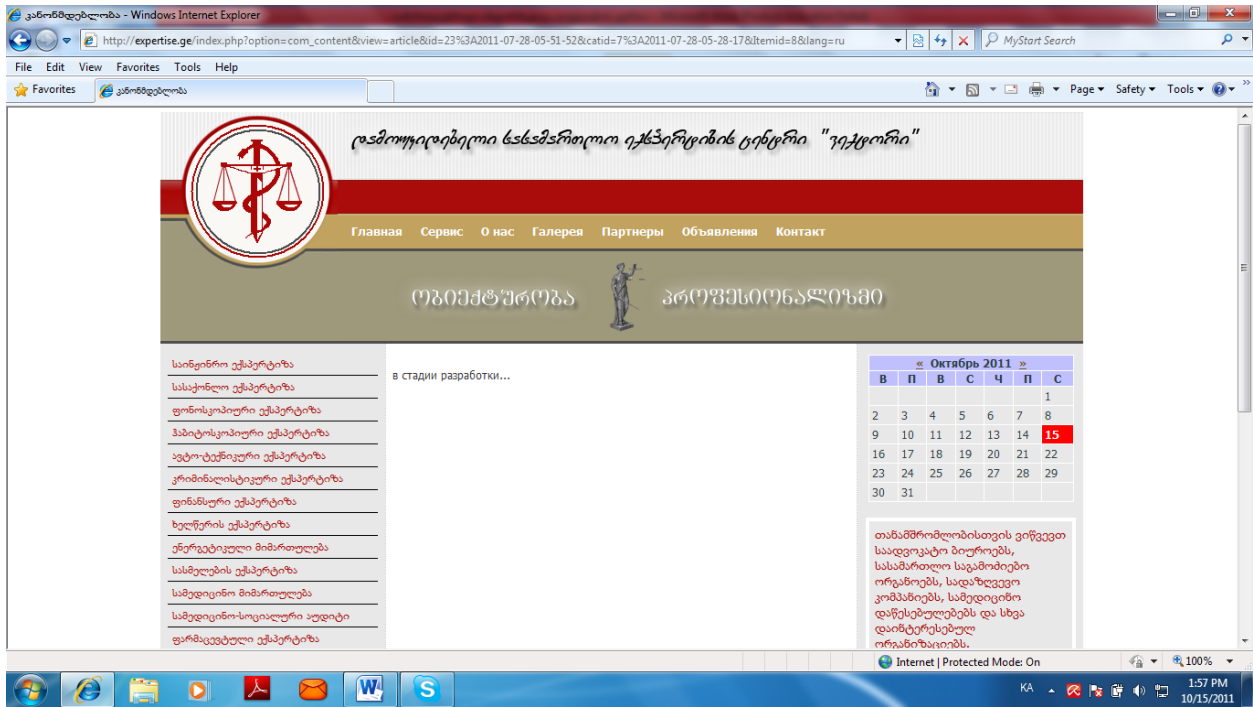 კანონმდებლობა - Windows Internet Explorer
http://expertise.ge/index.php?option=com_content&view=article&id=23%3A2011-07-28-05-51-52&catid=7%3A2011-07-28-05-28-17&Itemid=8&lang=ru
MyStart Search
File Edit View Favorites Tools Help
Favorites კანონმდებლობა Page Safety Tools
დამოუკიდებელი სასამართლო ექსპერტიზის ცენტრი "ვექტორი"
Главная Сервис О нас Галерея Партнеры Объявления Контакт
ობიექტურობა პროფესიონალიზმი
საინჟინრო ექსპერტიზა
სასაქონლო ექსპერტიზა
ფონოსკოპიური ექსპერტიზა
ჰაბიტოსკოპიური ექსპერტიზა
ავტო-ტექნიკური ექსპერტიზა
კრიმინალისტიკური ექსპერტიზა
ფინანსური ექსპერტიზა
ხელწერის ექსპერტიზა
ენერგეტიკული მიმართულება
სასმელების ექსპერტიზა
სამედიცინო მიმართულება
სამედიცინო-სოციალური აუდიტი
ფარმაცევტული ექსპერტიზა
в стадии разработки...
« Октябрь 2011 »
В П В С Ч П С
1
2 3 4 5 6 7 8
9 10 11 12 13 14 15
16 17 18 19 20 21 22
23 24 25 26 27 28 29
30 31
თანამშრომლობისთვის ვიწვევთ
საადვოკატო ბიუროებს,
სასამართლო საგამოძიებო
ორგანოებს, სადაზღვევო
კომპანიებს, სამედიცინო
დაწესებულებებს და სხვა
დაინტერესებულ
ორგანიზაციებს.
Internet | Protected Mode: On 100%
KA 1:57 PM
10/15/2011